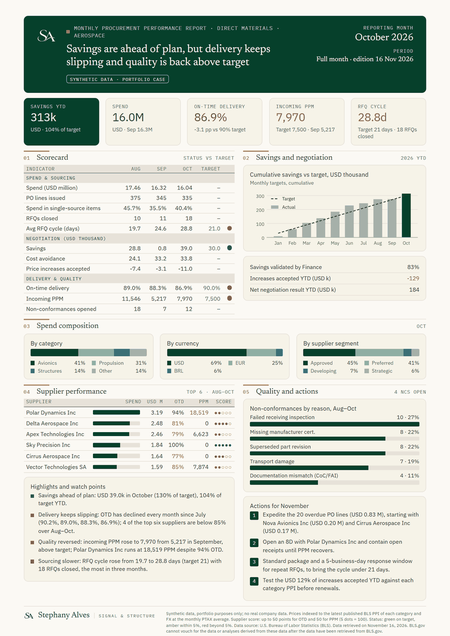 SA
MONTHLY PROCUREMENT PERFORMANCE REPORT · DIRECT MATERIALS · AEROSPACE
Savings are ahead of plan, but delivery keeps
slipping and quality is back above target
SYNTHETIC DATA · PORTFOLIO CASE
REPORTING MONTH
October 2026
PERIOD
Full month · edition 16 Nov 2026
SAVINGS YTD
313k
USD · 104% of target
SPEND
16.0M
USD · Sep 16.3M
ON-TIME DELIVERY
86.9%
-3.1 pp vs 90% target
INCOMING PPM
7,970
Target 7,500 · Sep 5,217
RFQ CYCLE
28.8d
Target 21 days · 18 RFQs
closed
01 Scorecard STATUS VS TARGET
INDICATOR AUG SEP OCT TARGET
SPEND & SOURCING
Spend (USD million) 17.46 16.32 16.04 –
PO lines issued 375 345 335 –
Spend in single-source items 45.7% 35.5% 40.4% –
RFQs closed 10 11 18 –
Avg RFQ cycle (days) 19.7 24.6 28.8 21.0
NEGOTIATION (USD THOUSAND)
Savings 28.8 0.8 39.0 30.0
Cost avoidance 24.1 33.2 33.8 –
Price increases accepted -7.4 -3.1 -11.0 –
DELIVERY & QUALITY
On-time delivery 89.0% 88.3% 86.9% 90.0%
Incoming PPM 11,546 5,217 7,970 7,500
Non-conformances opened 18 7 12 –
02 Savings and negotiation 2026 YTD
Cumulative savings vs target, USD thousand
Monthly targets, cumulative
Target
Actual
300
200
100
0
Jan Feb Mar Apr May Jun Jul Aug Sep Oct
Savings validated by Finance 83%
Increases accepted YTD (USD k) -129
Net negotiation result YTD (USD k) 184
03 Spend composition OCT
By category
Avionics 41% Propulsion 31%
Structures 14% Other 14%
By currency
USD 69% EUR 25%
BRL 6%
By supplier segment
Approved 45% Preferred 41%
Developing 7% Strategic 6%
04 Supplier performance TOP 6 · AUG–OCT
SUPPLIER SPEND USD M OTD PPM SCORE
Polar Dynamics Inc 3.19 94% 18,519
Delta Aerospace Inc 2.48 81% 0
Apex Technologies Inc 2.46 79% 6,623
Sky Precision Inc 1.84 100% 0
Cirrus Aerospace Inc 1.64 77% 0
Vector Technologies SA 1.59 85% 7,874
Highlights and watch points
Savings ahead of plan: USD 39.0k in October (130% of target), 104% of
target YTD.
Delivery keeps slipping: OTD has declined every month since July
(90.2%, 89.0%, 88.3%, 86.9%); 4 of the top six suppliers are below 85%
over Aug–Oct.
Quality reversed: incoming PPM rose to 7,970 from 5,217 in September,
above target; Polar Dynamics Inc runs at 18,519 PPM despite 94% OTD.
Sourcing slower: RFQ cycle rose from 19.7 to 28.8 days (target 21) with
18 RFQs closed, the most in three months.
05 Quality and actions 4 NCS OPEN
Non-conformances by reason, Aug–Oct
Failed receiving inspection 10 · 27%
Missing manufacturer cert. 8 · 22%
Superseded part revision 8 · 22%
Transport damage 7 · 19%
Documentation mismatch (CoC/FAI) 4 · 11%
Actions for November
1 Expedite the 20 overdue PO lines (USD 0.83 M), starting with
Nova Avionics Inc (USD 0.20 M) and Cirrus Aerospace Inc
(USD 0.17 M).
2 Open an 8D with Polar Dynamics Inc and contain open
receipts until PPM recovers.
3 Standard package and a 5-business-day response window
for repeat RFQs, to bring the cycle under 21 days.
4 Test the USD 129k of increases accepted YTD against each
category PPI before renewals.
SA Stephany Alves SIGNAL & STRUCTURE